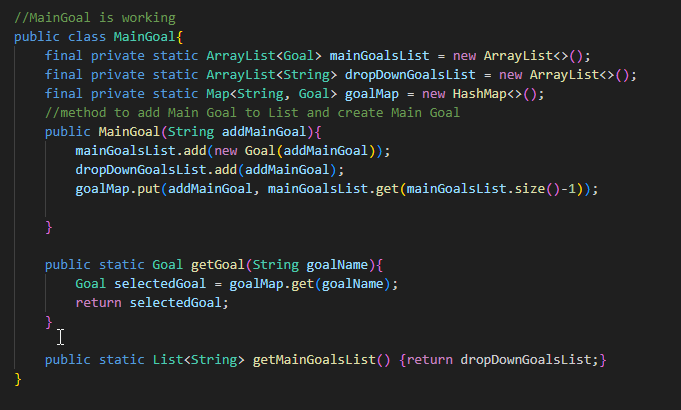 //MainGoal is working
public class MainGoal{
final private static ArrayList<Goal> mainGoalsList = new ArrayList<>();
final private static ArrayList<String> dropDownGoalsList = new ArrayList<>();
final private static Map<String, Goal> goalMap = new HashMap<>();
//method to add Main Goal to List and create Main Goal
public MainGoal(String addMainGoal){
mainGoalsList.add(new Goal(addMainGoal));
dropDownGoalsList.add(addMainGoal);
goalMap.put(addMainGoal, mainGoalsList.get(mainGoalsList.size()-1));
}
public static Goal getGoal(String goalName){
Goal selectedGoal = goalMap.get(goalName);
return selectedGoal;
}
public static List<String> getMainGoalsList() {return dropDownGoalsList;}
}